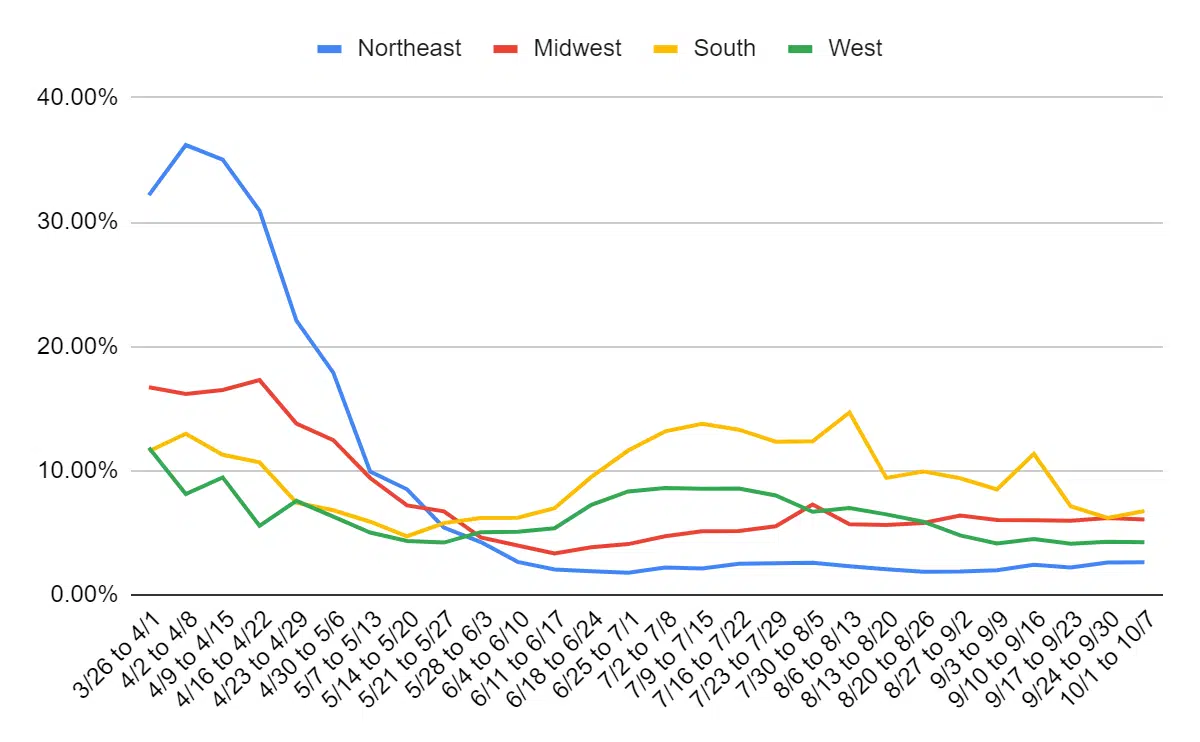 Northeast Midwest South West
40.00%
30.00%
20.00%
10.00%
0.00%
3/26 to 4/1
4/2 to 4/8
4/9 to 4/15
4/16 to 4/22
4/23 to 4/29
4/30 to 5/6
5/7 to 5/13
5/14 to 5/20
5/21 to 5/27
5/28 to 6/3
6/4 to 6/10
6/11 to 6/17
6/18 to 6/24
6/25 to 7/1
7/2 to 7/8
7/9 to 7/15
7/16 to 7/22
7/23 to 7/29
7/30 to 8/5
8/6 to 8/13
8/13 to 8/20
8/20 to 8/26
8/27 to 9/2
9/3 to 9/9
9/10 to 9/16
9/17 to 9/23
9/24 to 9/30
10/1 to 10/7